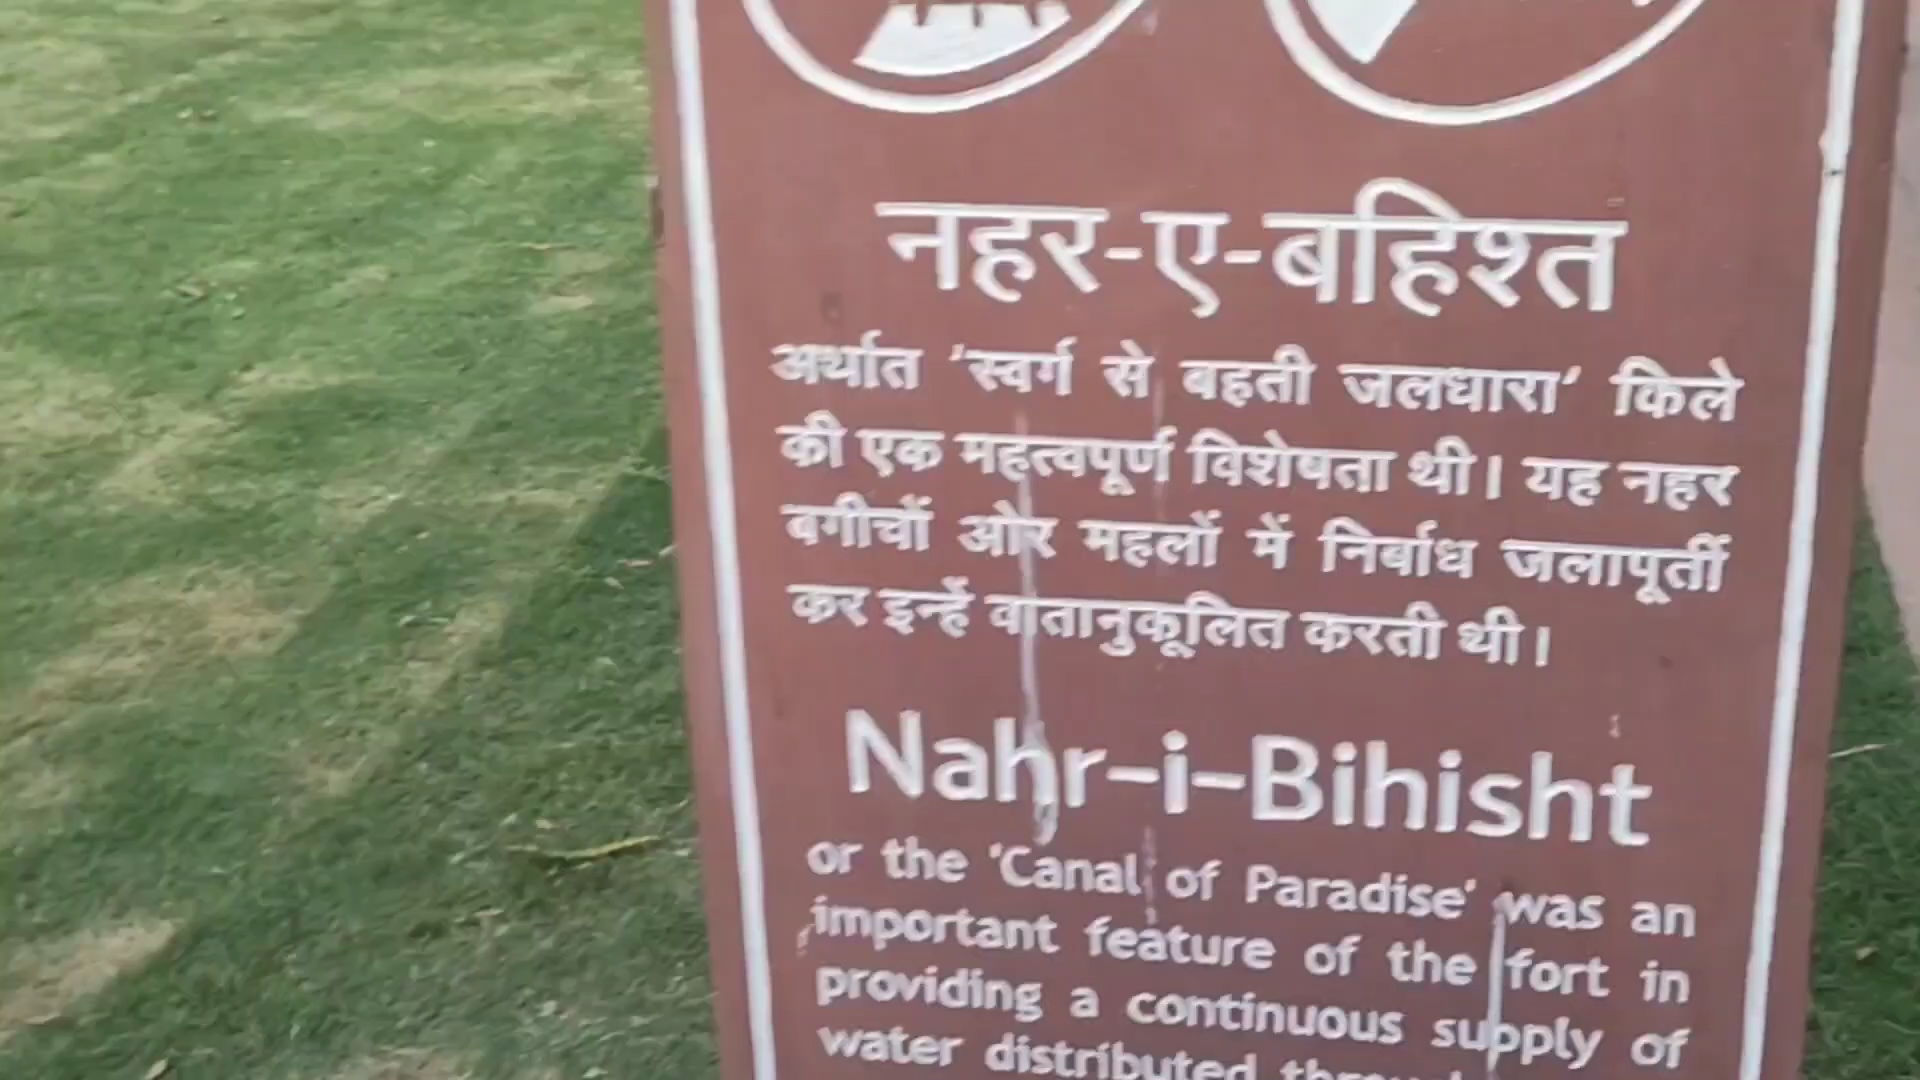 नहर-ए-बहिश्त
अर्थात 'स्वर्ग से बहती जलधारा' किले
की एक महत्वपूर्ण विशेषता थी। यह नहर
बगीचों ओर महलों में निर्बाध जलापूर्ती
कर इन्हें वातानुकूलित करती थी।
Nahr-i-Bihisht
or the 'Canal of Paradise' was an
important feature of the fort in
providing a continuous supply of
water distributed